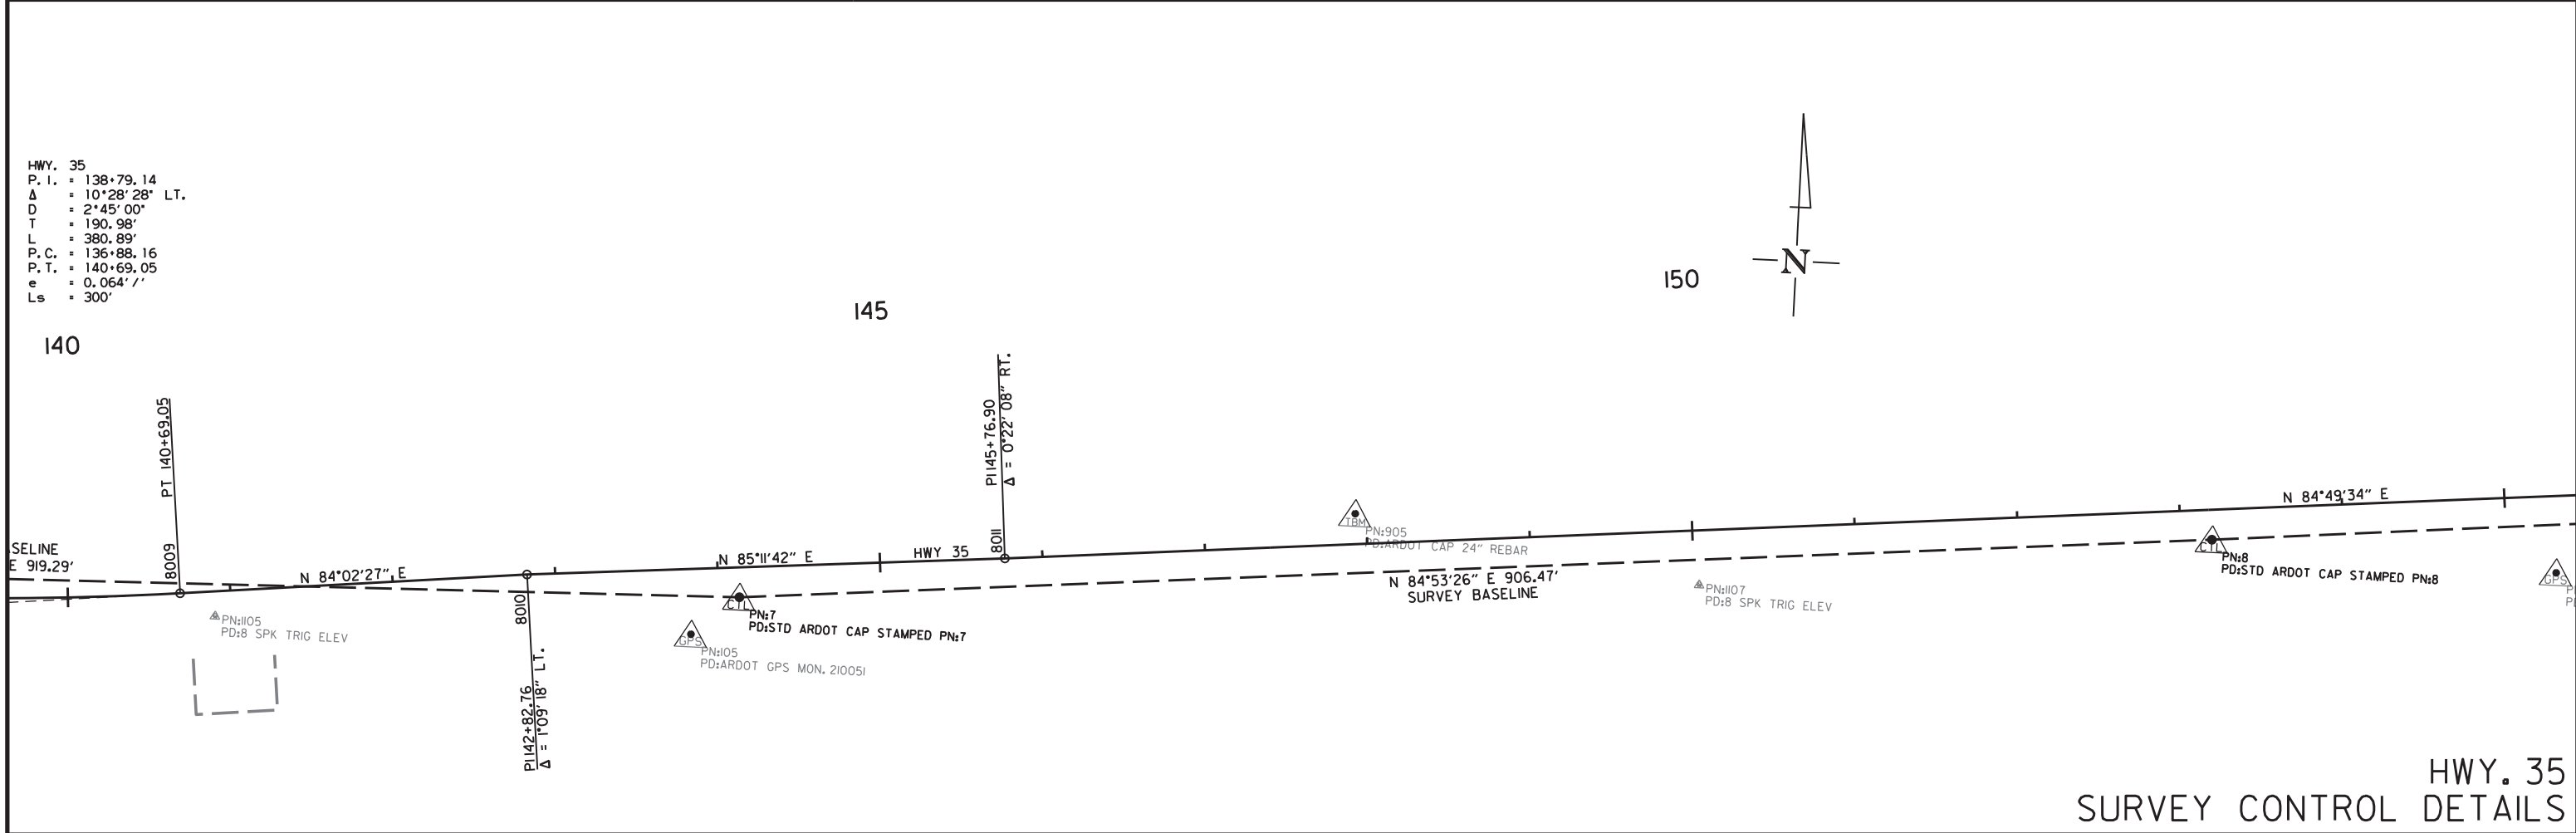 HWY. 35
P.I. = 138+79.14
Δ = 10°28'28" LT.
D = 2°45'00"
T = 190.98'
L = 380.89'
P.C. = 136+88.16
P.T. = 140+69.05
e = 0.064'/'
Ls = 300'
140
145
150
N
PT 140+69.05
8009
SELINE
E 919.29'
N 84°02'27" E
PN:1105
PD:8 SPK TRIG ELEV
8010
PI 142+82.76
Δ = 1°09'18" LT.
N 85°11'42" E
HWY 35
PI 145+76.90
Δ = 0°22'08" RT.
8011
CTL
PN:7
PD:STD ARDOT CAP STAMPED PN:7
GPS
PN:105
PD:ARDOT GPS MON. 210051
TBM
PN:905
PD:ARDOT CAP 24" REBAR
N 84°53'26" E 906.47'
SURVEY BASELINE
PN:1107
PD:8 SPK TRIG ELEV
N 84°49'34" E
CTL
PN:8
PD:STD ARDOT CAP STAMPED PN:8
GPS
P
PD
HWY. 35
SURVEY CONTROL DETAILS